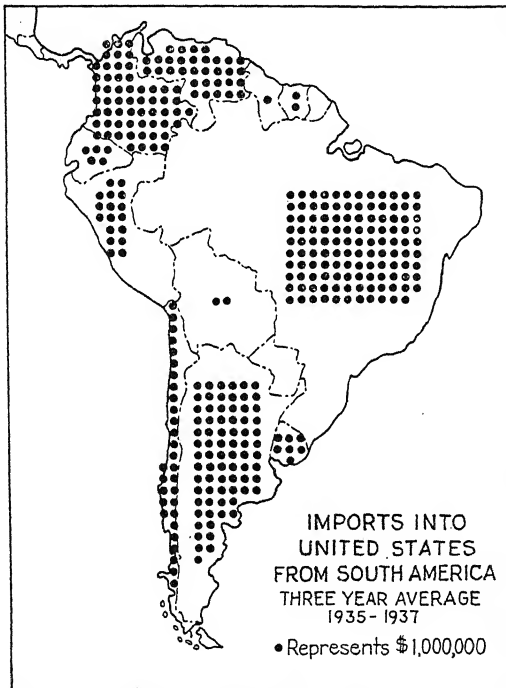 IMPORTS INTO
UNITED STATES
FROM SOUTH AMERICA
THREE YEAR AVERAGE
1935-1937
• Represents $1,000,000